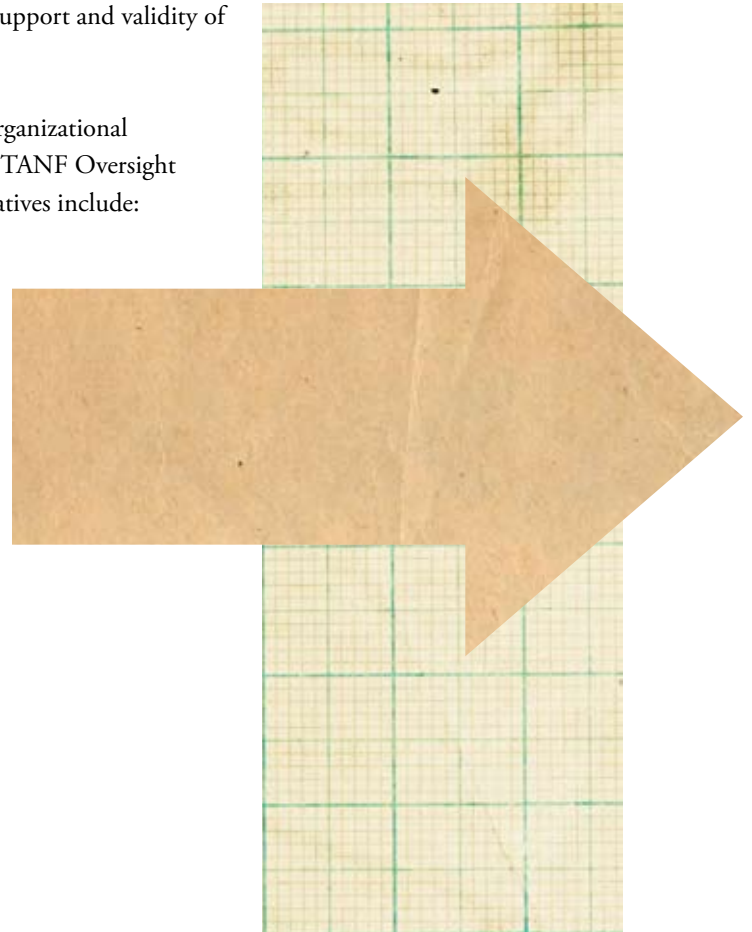 upport and validity of
rganizational
TANF Oversight
atives include: